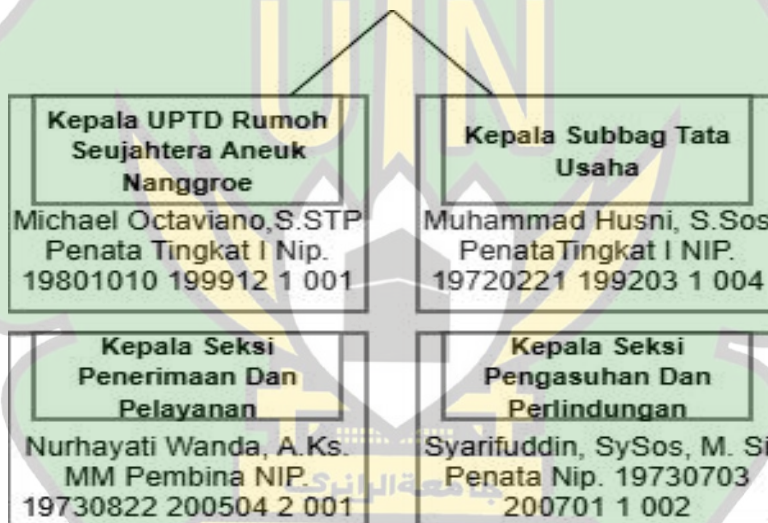 UIN
Kepala UPTD Rumoh
Seujahtera Aneuk
Nanggroe
Michael Octaviano,S.STP
Penata Tingkat I Nip.
19801010 199912 1 001
Kepala Subbag Tata
Usaha
Muhammad Husni, S.Sos
PenataTingkat I NIP.
19720221 199203 1 004
Kepala Seksi
Penerimaan Dan
Pelayanan
Nurhayati Wanda, A.Ks.
MM Pembina NIP.
19730822 200504 2 001
Kepala Seksi
Pengasuhan Dan
Perlindungan
Syarifuddin, SySos, M. Si
Penata Nip. 19730703
200701 1 002
جامعة الرانري